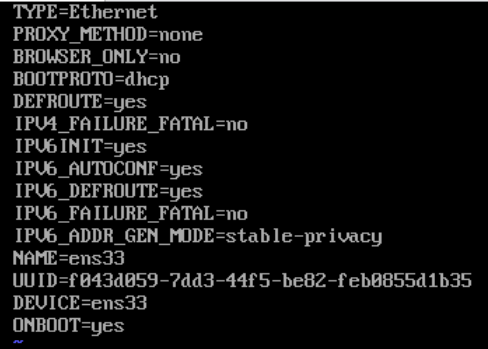 TYPE=Ethernet
PROXY_METHOD=none
BROWSER_ONLY=no
BOOTPROTO=dhcp
DEFROUTE=yes
IPV4_FAILURE_FATAL=no
IPV6INIT=yes
IPV6_AUTOCONF=yes
IPV6_DEFROUTE=yes
IPV6_FAILURE_FATAL=no
IPV6_ADDR_GEN_MODE=stable-privacy
NAME=ens33
UUID=f043d059-7dd3-44f5-be82-feb0855d1b35
DEVICE=ens33
ONBOOT=yes
~